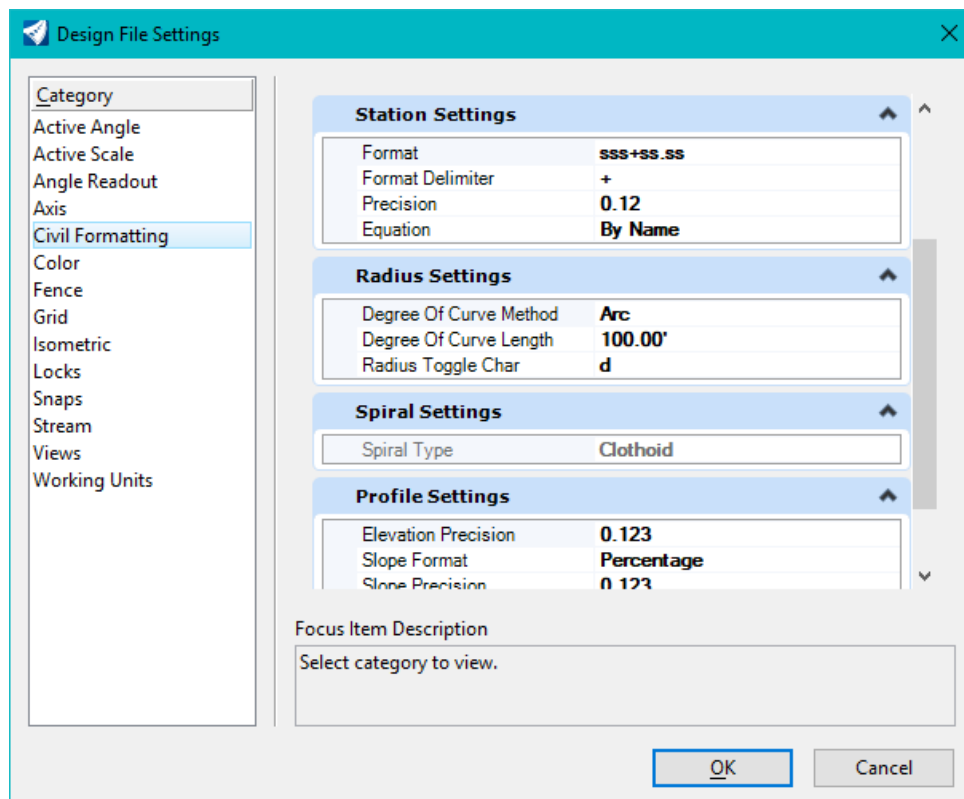 Design File Settings
Category
Active Angle
Active Scale
Angle Readout
Axis
Civil Formatting
Color
Fence
Grid
Isometric
Locks
Snaps
Stream
Views
Working Units
Station Settings
Format sss+ss.ss
Format Delimiter +
Precision 0.12
Equation By Name
Radius Settings
Degree Of Curve Method Arc
Degree Of Curve Length 100.00'
Radius Toggle Char d
Spiral Settings
Spiral Type Clothoid
Profile Settings
Elevation Precision 0.123
Slope Format Percentage
Slope Precision 0.123
Focus Item Description
Select category to view.
OK Cancel